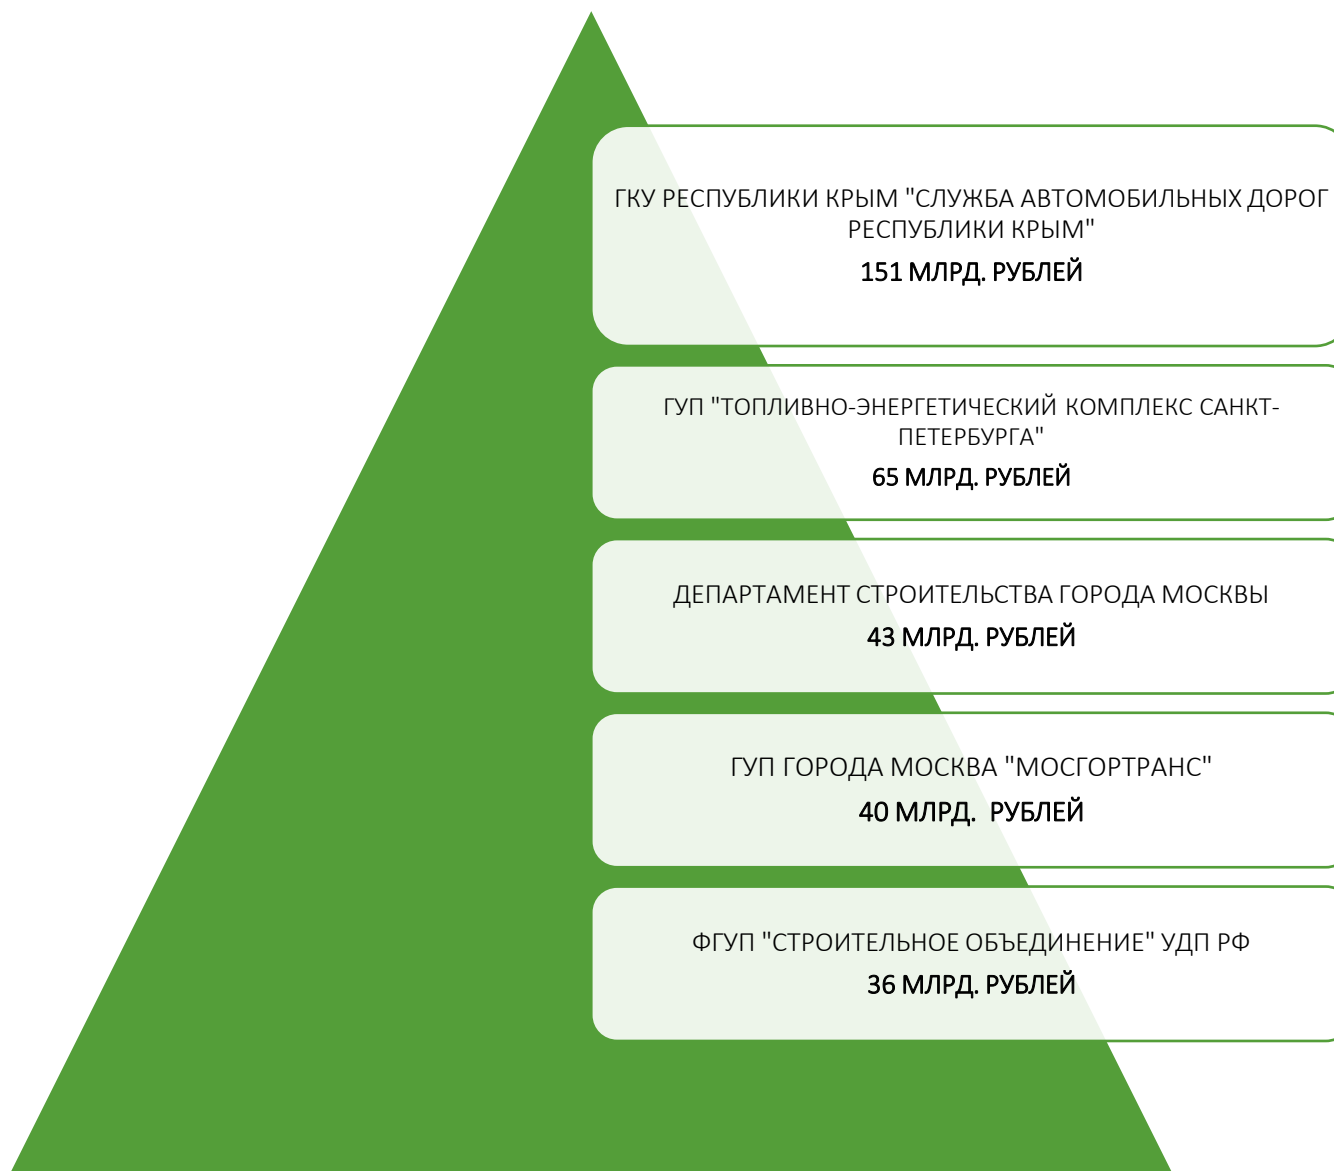 ГКУ РЕСПУБЛИКИ КРЫМ "СЛУЖБА АВТОМОБИЛЬНЫХ ДОРОГ
РЕСПУБЛИКИ КРЫМ"
151 МЛРД. РУБЛЕЙ
ГУП "ТОПЛИВНО-ЭНЕРГЕТИЧЕСКИЙ КОМПЛЕКС САНКТ-
ПЕТЕРБУРГА"
65 МЛРД. РУБЛЕЙ
ДЕПАРТАМЕНТ СТРОИТЕЛЬСТВА ГОРОДА МОСКВЫ
43 МЛРД. РУБЛЕЙ
ГУП ГОРОДА МОСКВА "МОСГОРТРАНС"
40 МЛРД. РУБЛЕЙ
ФГУП "СТРОИТЕЛЬНОЕ ОБЪЕДИНЕНИЕ" УДП РФ
36 МЛРД. РУБЛЕЙ